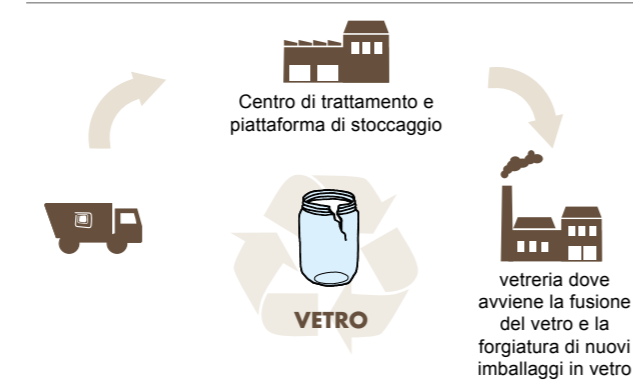 Centro di trattamento e
piattaforma di stoccaggio
VETRO
vetreria dove
avviene la fusione
del vetro e la
forgiatura di nuovi
imballaggi in vetro